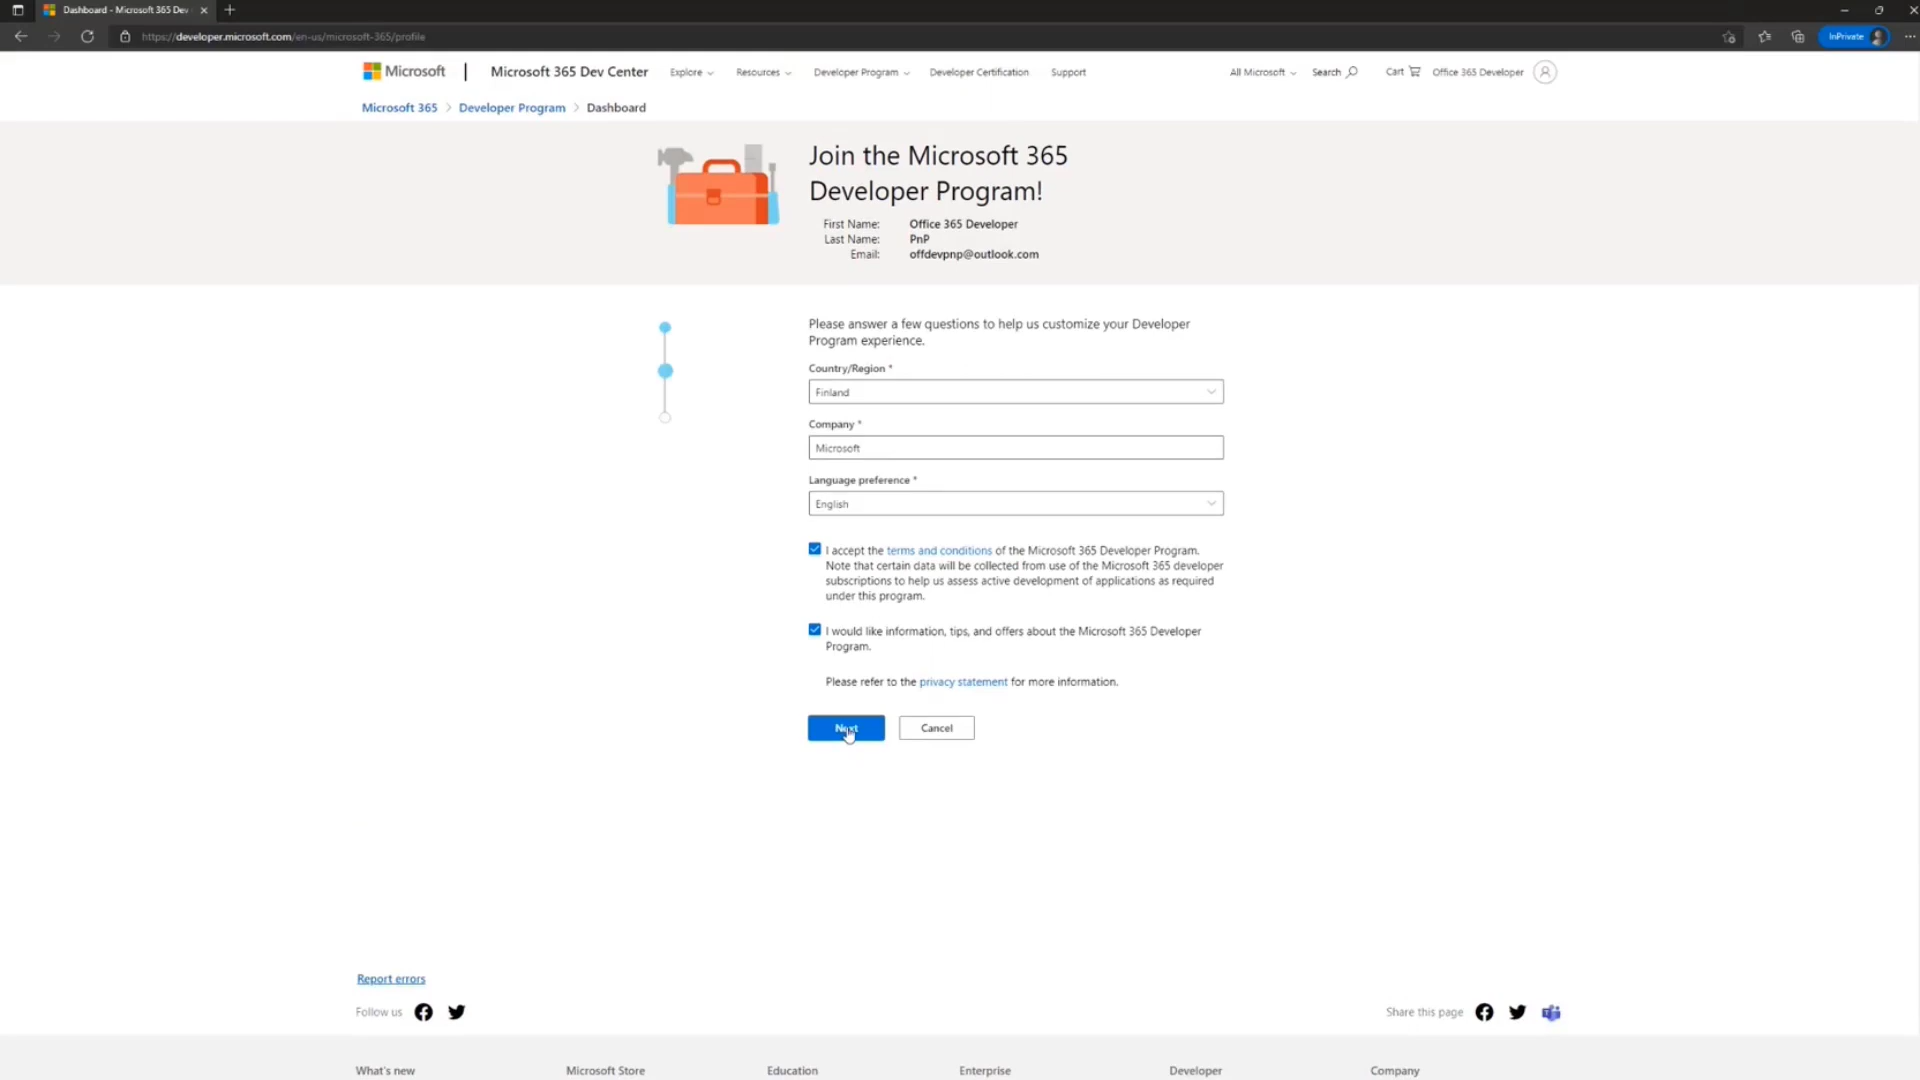 Dashboard - Microsoft 365 Dev
https://developer.microsoft.com/en-us/microsoft-365/profile
InPrivate
Microsoft | Microsoft 365 Dev Center Explore Resources Developer Program Developer Certification Support All Microsoft Search Cart Office 365 Developer
Microsoft 365 > Developer Program > Dashboard
Join the Microsoft 365
Developer Program!
First Name: Office 365 Developer
Last Name: PnP
Email: offdevpnp@outlook.com
Please answer a few questions to help us customize your Developer
Program experience.
Country/Region *
Finland
Company *
Microsoft
Language preference *
English
I accept the terms and conditions of the Microsoft 365 Developer Program.
Note that certain data will be collected from use of the Microsoft 365 developer
subscriptions to help us assess active development of applications as required
under this program.
I would like information, tips, and offers about the Microsoft 365 Developer
Program.
Please refer to the privacy statement for more information.
Next Cancel
Report errors
Follow us
Share this page
What's new Microsoft Store Education Enterprise Developer Company